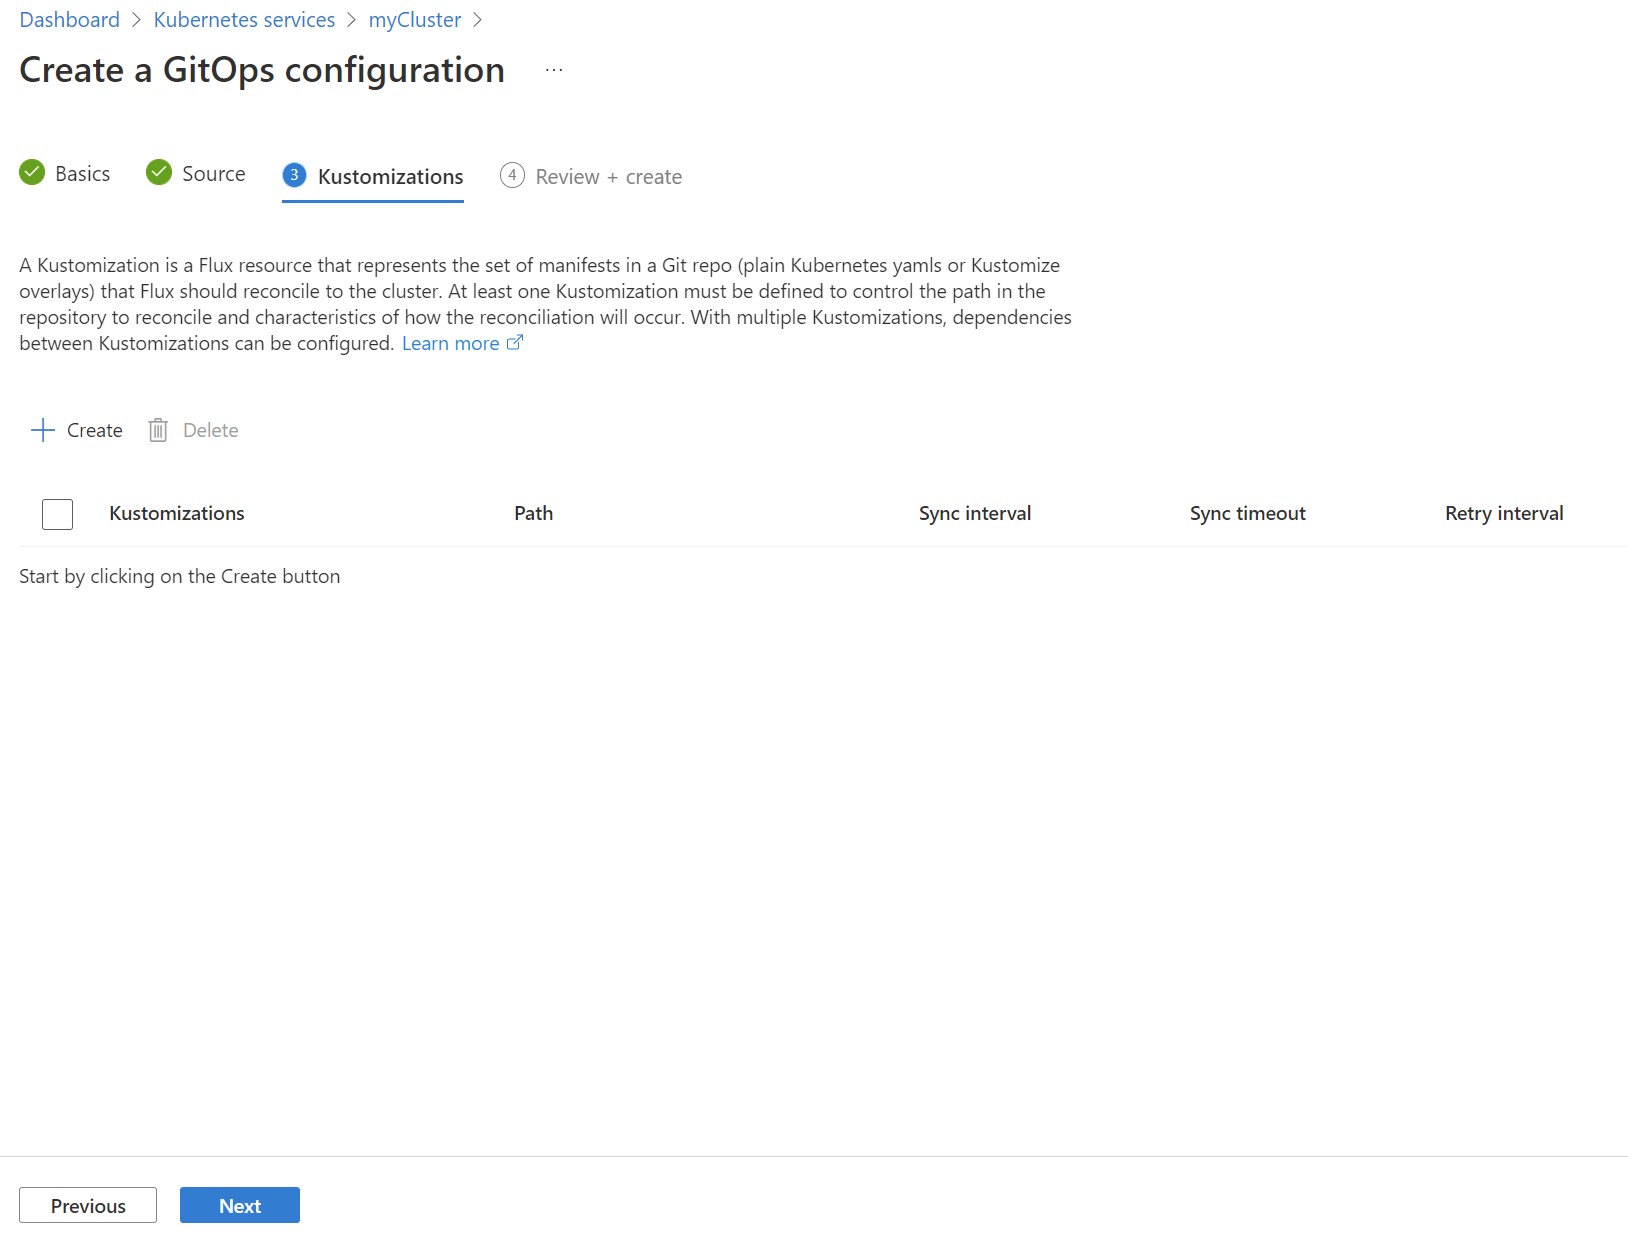 Dashboard > Kubernetes services > myCluster >
Create a GitOps configuration ...
Basics Source 3 Kustomizations 4 Review + create
A Kustomization is a Flux resource that represents the set of manifests in a Git repo (plain Kubernetes yamls or Kustomize
overlays) that Flux should reconcile to the cluster. At least one Kustomization must be defined to control the path in the
repository to reconcile and characteristics of how the reconciliation will occur. With multiple Kustomizations, dependencies
between Kustomizations can be configured. Learn more
Create Delete
Kustomizations Path Sync interval Sync timeout Retry interval
Start by clicking on the Create button
Previous Next